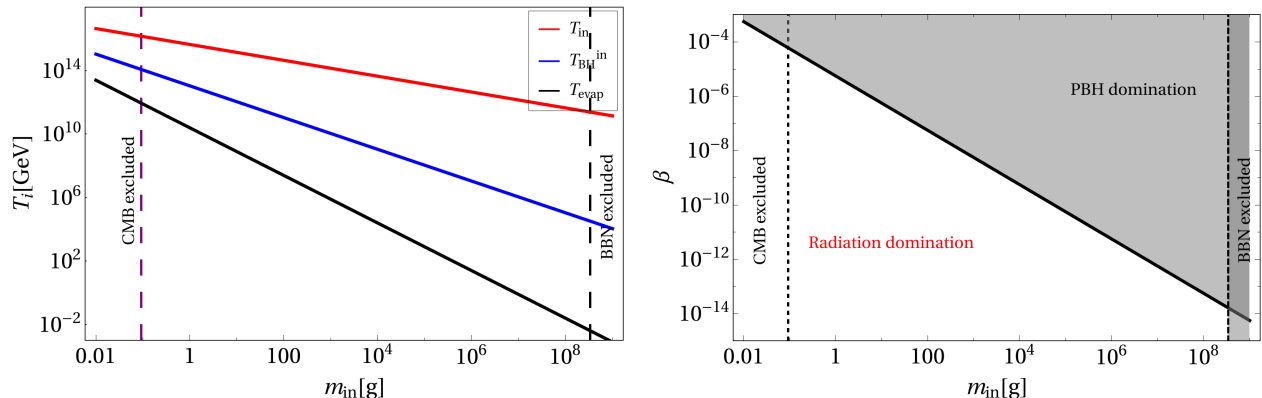 T_in
T_BH^in
T_evap
10^14
10^10
10^6
10^2
10^-2
T_i[GeV]
CMB excluded
BBN excluded
0.01 1 100 10^4 10^6 10^8
m_in[g]
10^-4
10^-6
10^-8
10^-10
10^-12
10^-14
β
PBH domination
CMB excluded
Radiation domination
BBN excluded
0.01 1 100 10^4 10^6 10^8
m_in[g]